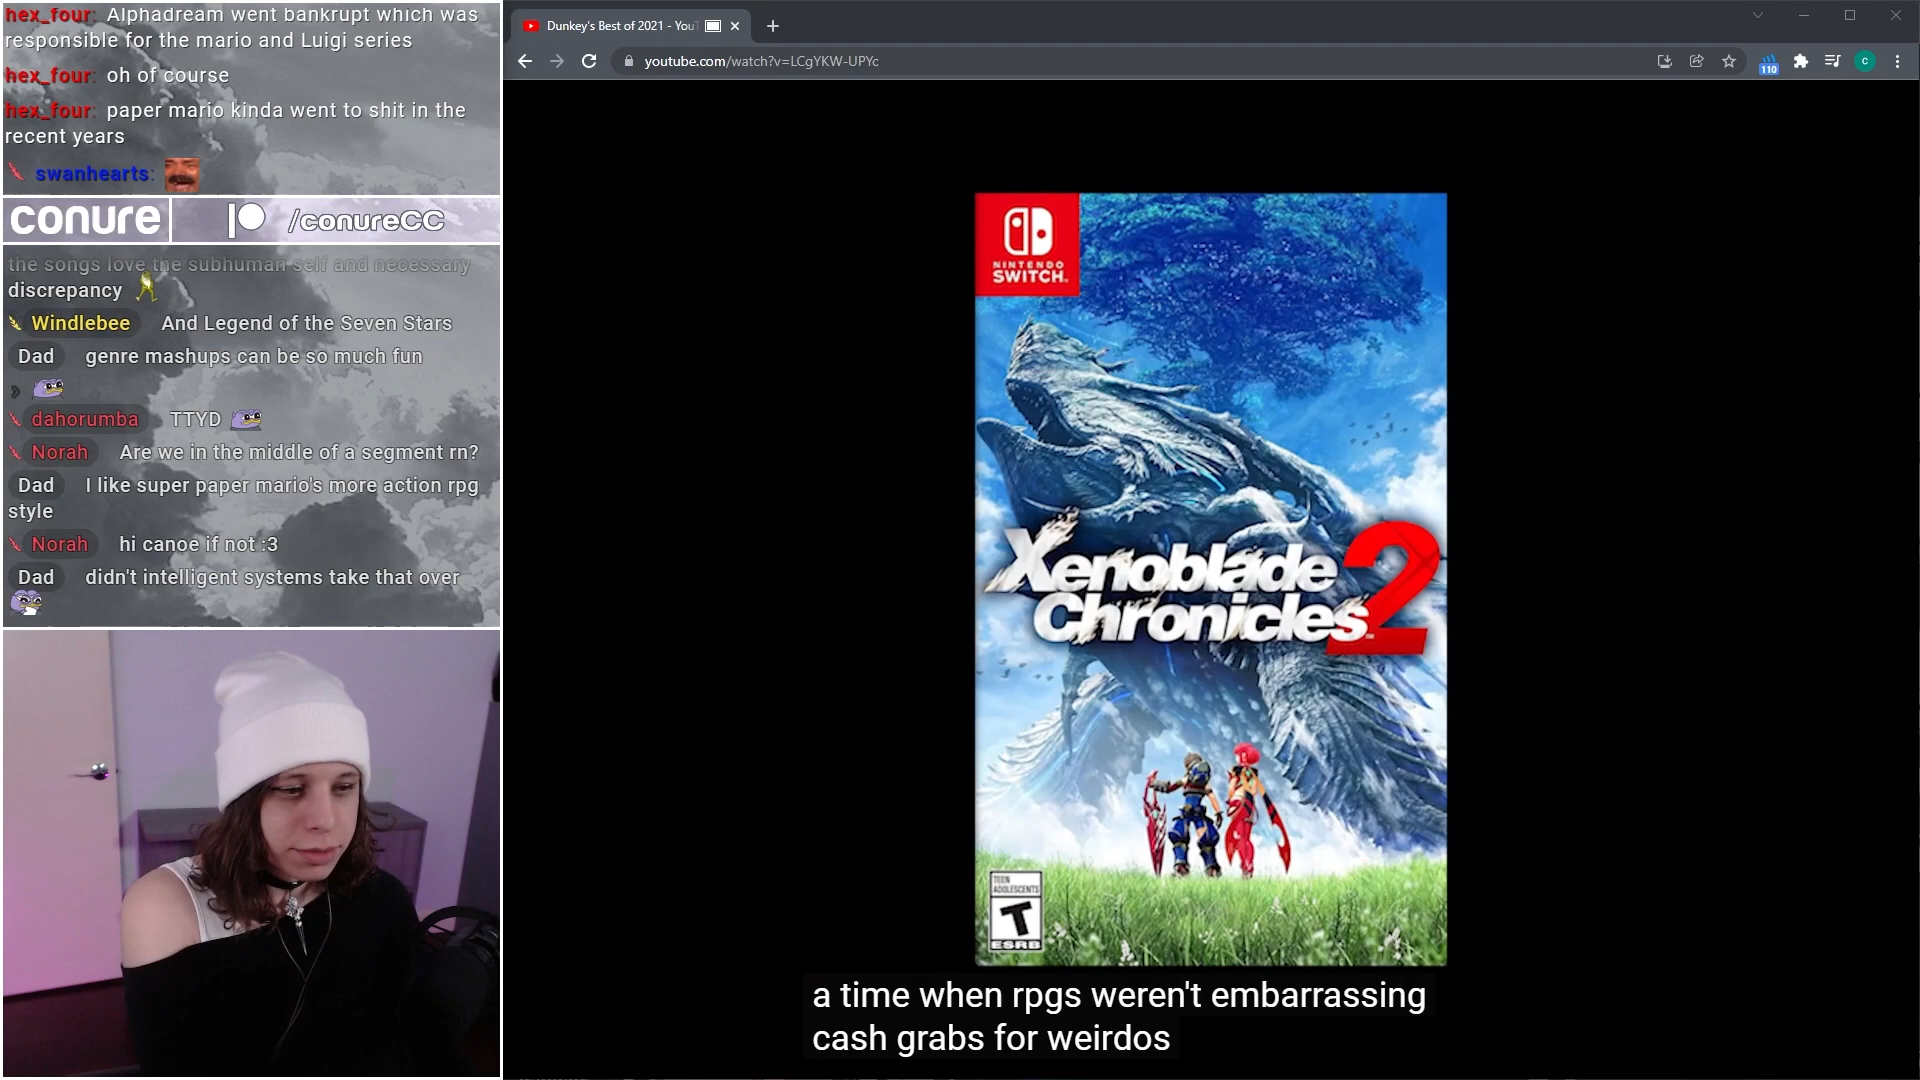 hex_four: Alphadream went bankrupt which was
responsible for the mario and Luigi series
hex_four: oh of course
hex_four: paper mario kinda went to shit in the
recent years
swanhearts:
conure
/conureCC
the songs love the subhuman self and necessary
discrepancy
Windlebee And Legend of the Seven Stars
Dad genre mashups can be so much fun
dahorumba TTYD
Norah Are we in the middle of a segment rn?
Dad I like super paper mario's more action rpg
style
Norah hi canoe if not :3
Dad didn't intelligent systems take that over
Dunkey's Best of 2021 - YouT
youtube.com/watch?v=LCgYKW-UPYc
110
c
NINTENDO
SWITCH
Xenoblade
Chronicles 2
TEEN
ADOLESCENTS
T
ESRB
a time when rpgs weren't embarrassing
cash grabs for weirdos